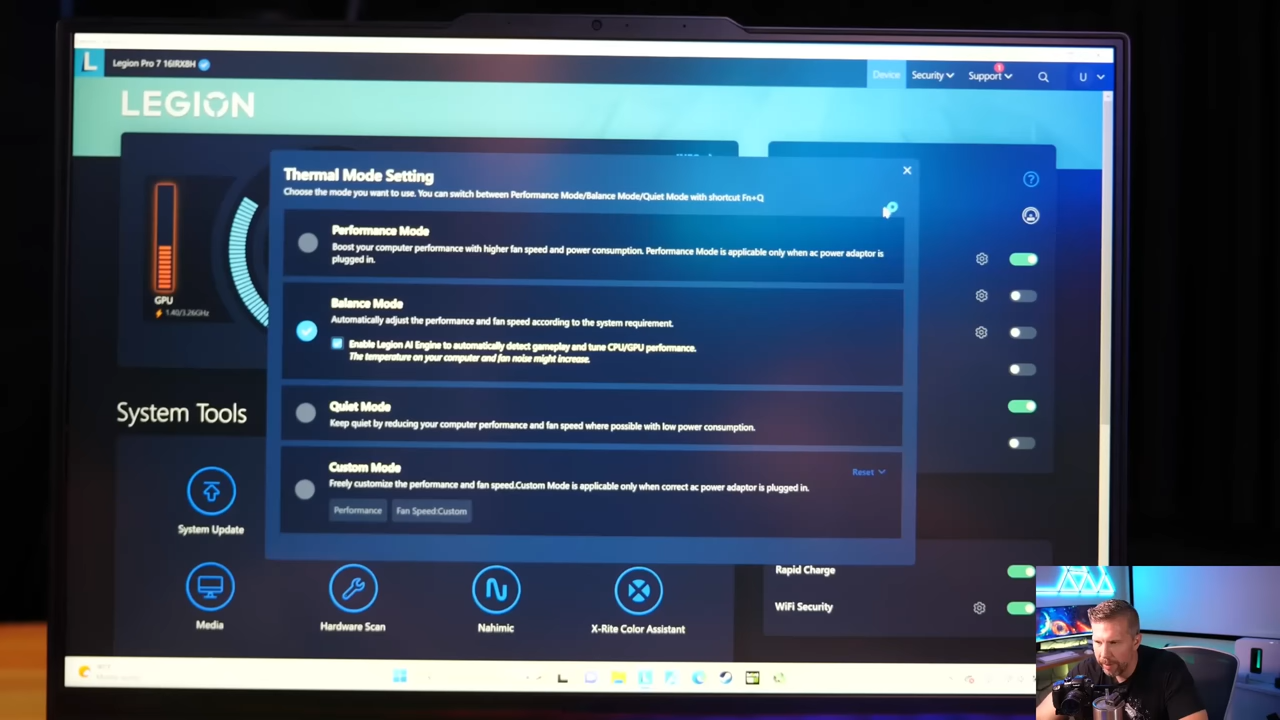 Legion Pro 7 16IRX8H
Device
Security
Support
1
U
LEGION
Thermal Mode Setting
Choose the mode you want to use. You can switch between Performance Mode/Balance Mode/Quiet Mode with shortcut Fn+Q
Performance Mode
Boost your computer performance with higher fan speed and power consumption. Performance Mode is applicable only when ac power adaptor is
plugged in.
Balance Mode
Automatically adjust the performance and fan speed according to the system requirement.
Enable Legion AI Engine to automatically detect gameplay and tune CPU/GPU performance.
The temperature on your computer and fan noise might increase.
Quiet Mode
Keep quiet by reducing your computer performance and fan speed where possible with low power consumption.
Custom Mode
Reset
Freely customize the performance and fan speed.Custom Mode is applicable only when correct ac power adaptor is plugged in.
Performance
Fan Speed:Custom
GPU
1.40/3.26GHz
System Tools
System Update
Media
Hardware Scan
Nahimic
X-Rite Color Assistant
Rapid Charge
WiFi Security